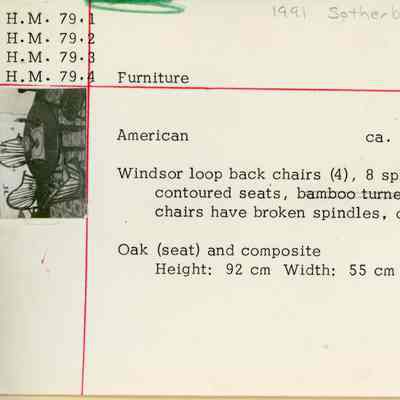 1991 Sotherb
H.M. 79.1
H.M. 79.2
H.M. 79.3
H.M. 79.4 Furniture
American ca.
Windsor loop back chairs (4), 8 sp
contoured seats, bamboo turne
chairs have broken spindles,
Oak (seat) and composite
Height: 92 cm Width: 55 cm